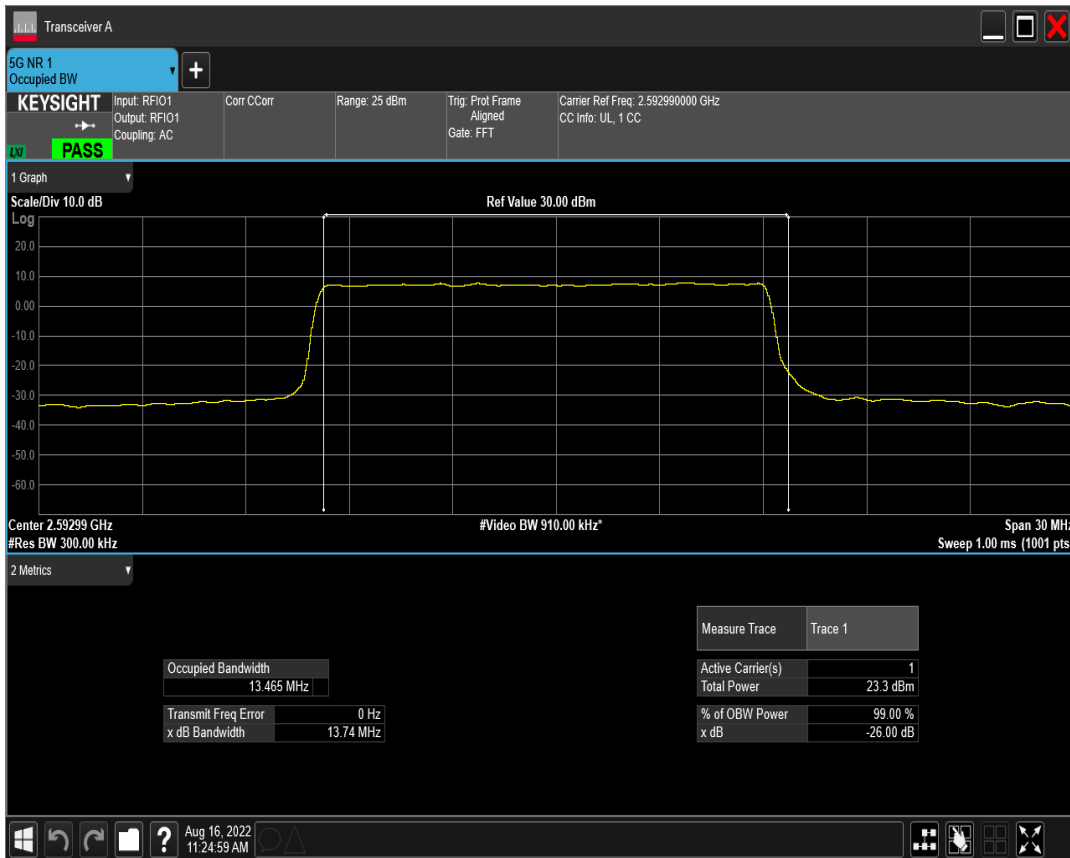 Transceiver A
5G NR 1
Occupied BW
+
KEYSIGHT
LXI
PASS
Input: RFIO1
Output: RFIO1
Coupling: AC
Corr CCorr
Range: 25 dBm
Trig: Prot Frame
Aligned
Gate: FFT
Carrier Ref Freq: 2.592990000 GHz
CC Info: UL, 1 CC
1 Graph
Scale/Div 10.0 dB
Ref Value 30.00 dBm
Log
20.0
10.0
0.00
-10.0
-20.0
-30.0
-40.0
-50.0
-60.0
Center 2.59299 GHz
#Video BW 910.00 kHz*
Span 30 MHz
#Res BW 300.00 kHz
Sweep 1.00 ms (1001 pts
2 Metrics
Measure Trace Trace 1
Occupied Bandwidth
13.465 MHz
Active Carrier(s) 1
Total Power 23.3 dBm
Transmit Freq Error 0 Hz
x dB Bandwidth 13.74 MHz
% of OBW Power 99.00 %
x dB -26.00 dB
?
Aug 16, 2022
11:24:59 AM